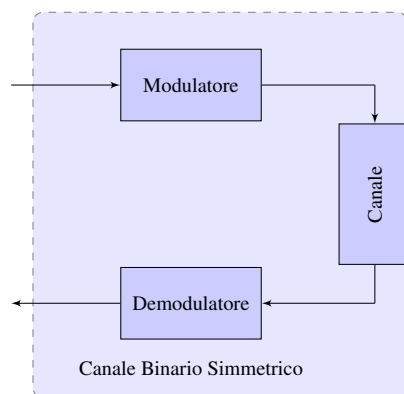 Modulatore
Canale
Demodulatore
Canale Binario Simmetrico